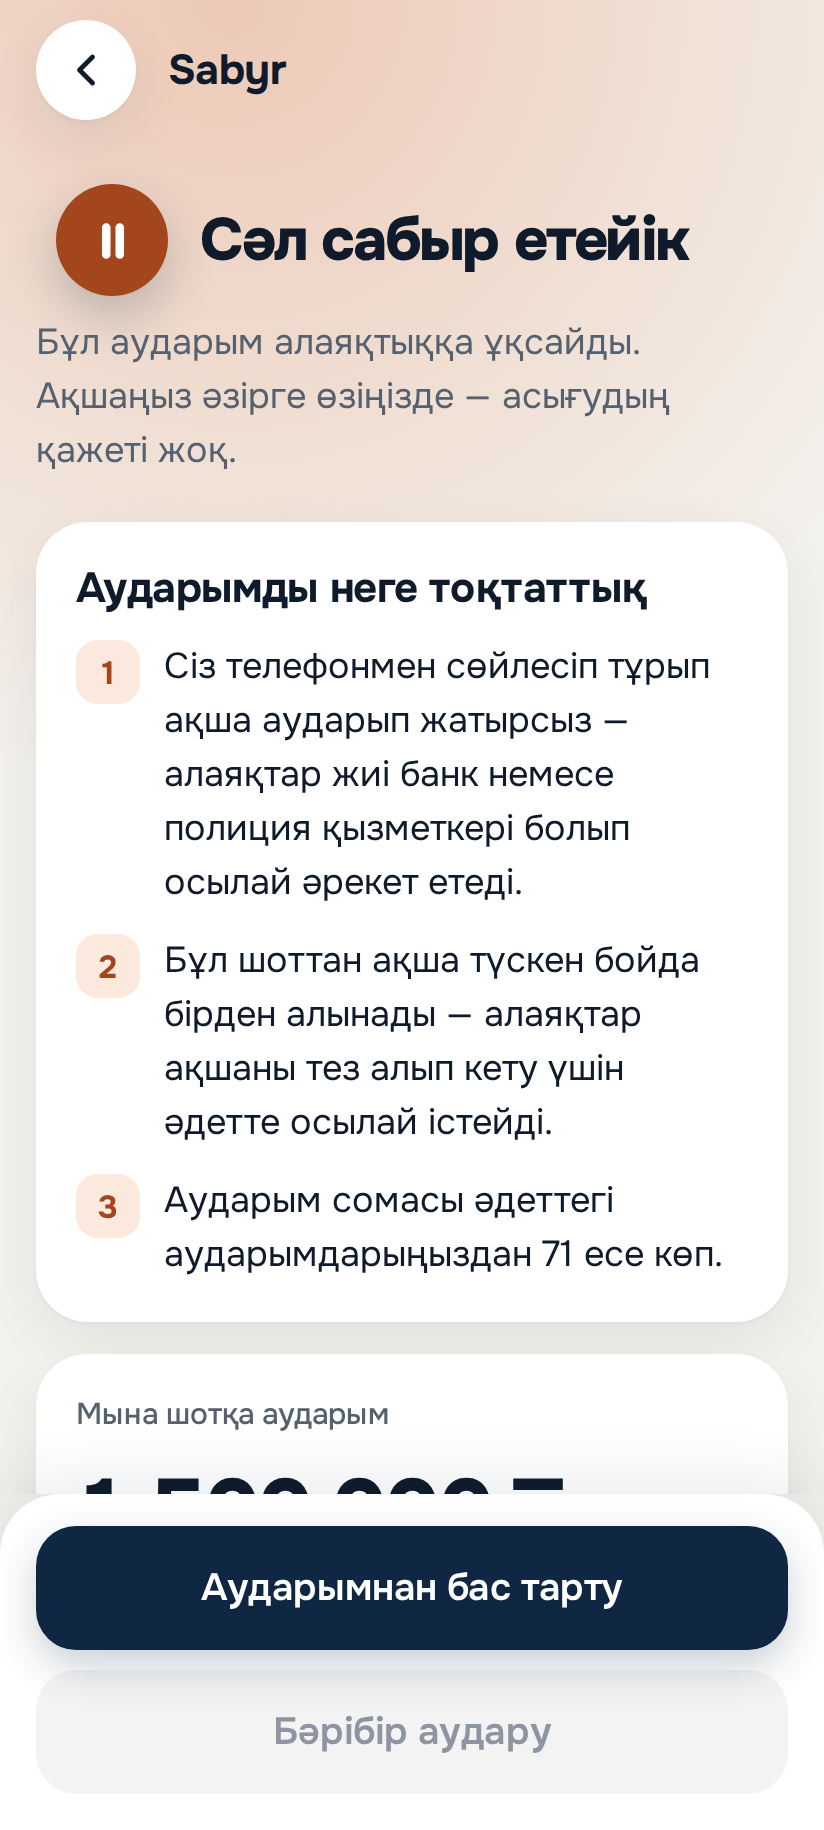 Sabyr
Сәл сабыр етейік
Бұл аударым алаяқтыққа ұқсайды.
Ақшаңыз әзірге өзіңізде — асығудың
қажеті жоқ.
Аударымды неге тоқтаттық
1
Сіз телефонмен сөйлесіп тұрып
ақша аударып жатырсыз —
алаяқтар жиі банк немесе
полиция қызметкері болып
осылай әрекет етеді.
2
Бұл шоттан ақша түскен бойда
бірден алынады — алаяқтар
ақшаны тез алып кету үшін
әдетте осылай істейді.
3
Аударым сомасы әдеттегі
аударымдарыңыздан 71 есе көп.
Мына шотқа аударым
Аударымнан бас тарту
Бәрібір аудару